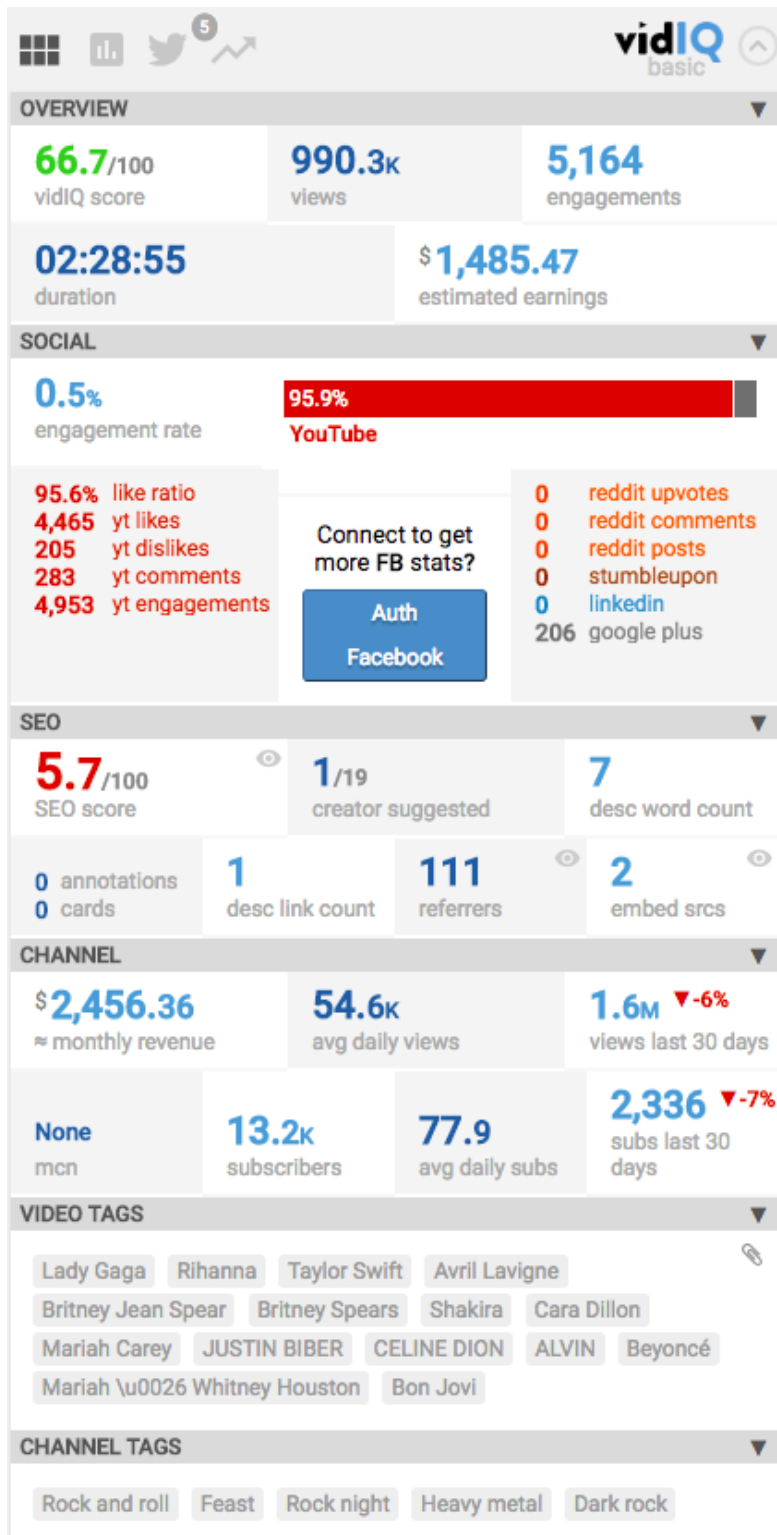 5
vidIQ
basic
OVERVIEW ▼
66.7/100 990.3K 5,164
vidIQ score views engagements
02:28:55 $1,485.47
duration estimated earnings
SOCIAL ▼
0.5% 95.9%
engagement rate YouTube
95.6% like ratio
4,465 yt likes
205 yt dislikes
283 yt comments
4,953 yt engagements
Connect to get
more FB stats?
Auth
Facebook
0 reddit upvotes
0 reddit comments
0 reddit posts
0 stumbleupon
0 linkedin
206 google plus
SEO ▼
5.7/100 1/19 7
SEO score creator suggested desc word count
0 annotations
0 cards
1 111 2
desc link count referrers embed srcs
CHANNEL ▼
$2,456.36 54.6K 1.6M ▼-6%
≈ monthly revenue avg daily views views last 30 days
None 13.2K 77.9 2,336 ▼-7%
mcn subscribers avg daily subs subs last 30
days
VIDEO TAGS ▼
Lady Gaga Rihanna Taylor Swift Avril Lavigne
Britney Jean Spear Britney Spears Shakira Cara Dillon
Mariah Carey JUSTIN BIBER CELINE DION ALVIN Beyoncé
Mariah \u0026 Whitney Houston Bon Jovi
CHANNEL TAGS ▼
Rock and roll Feast Rock night Heavy metal Dark rock